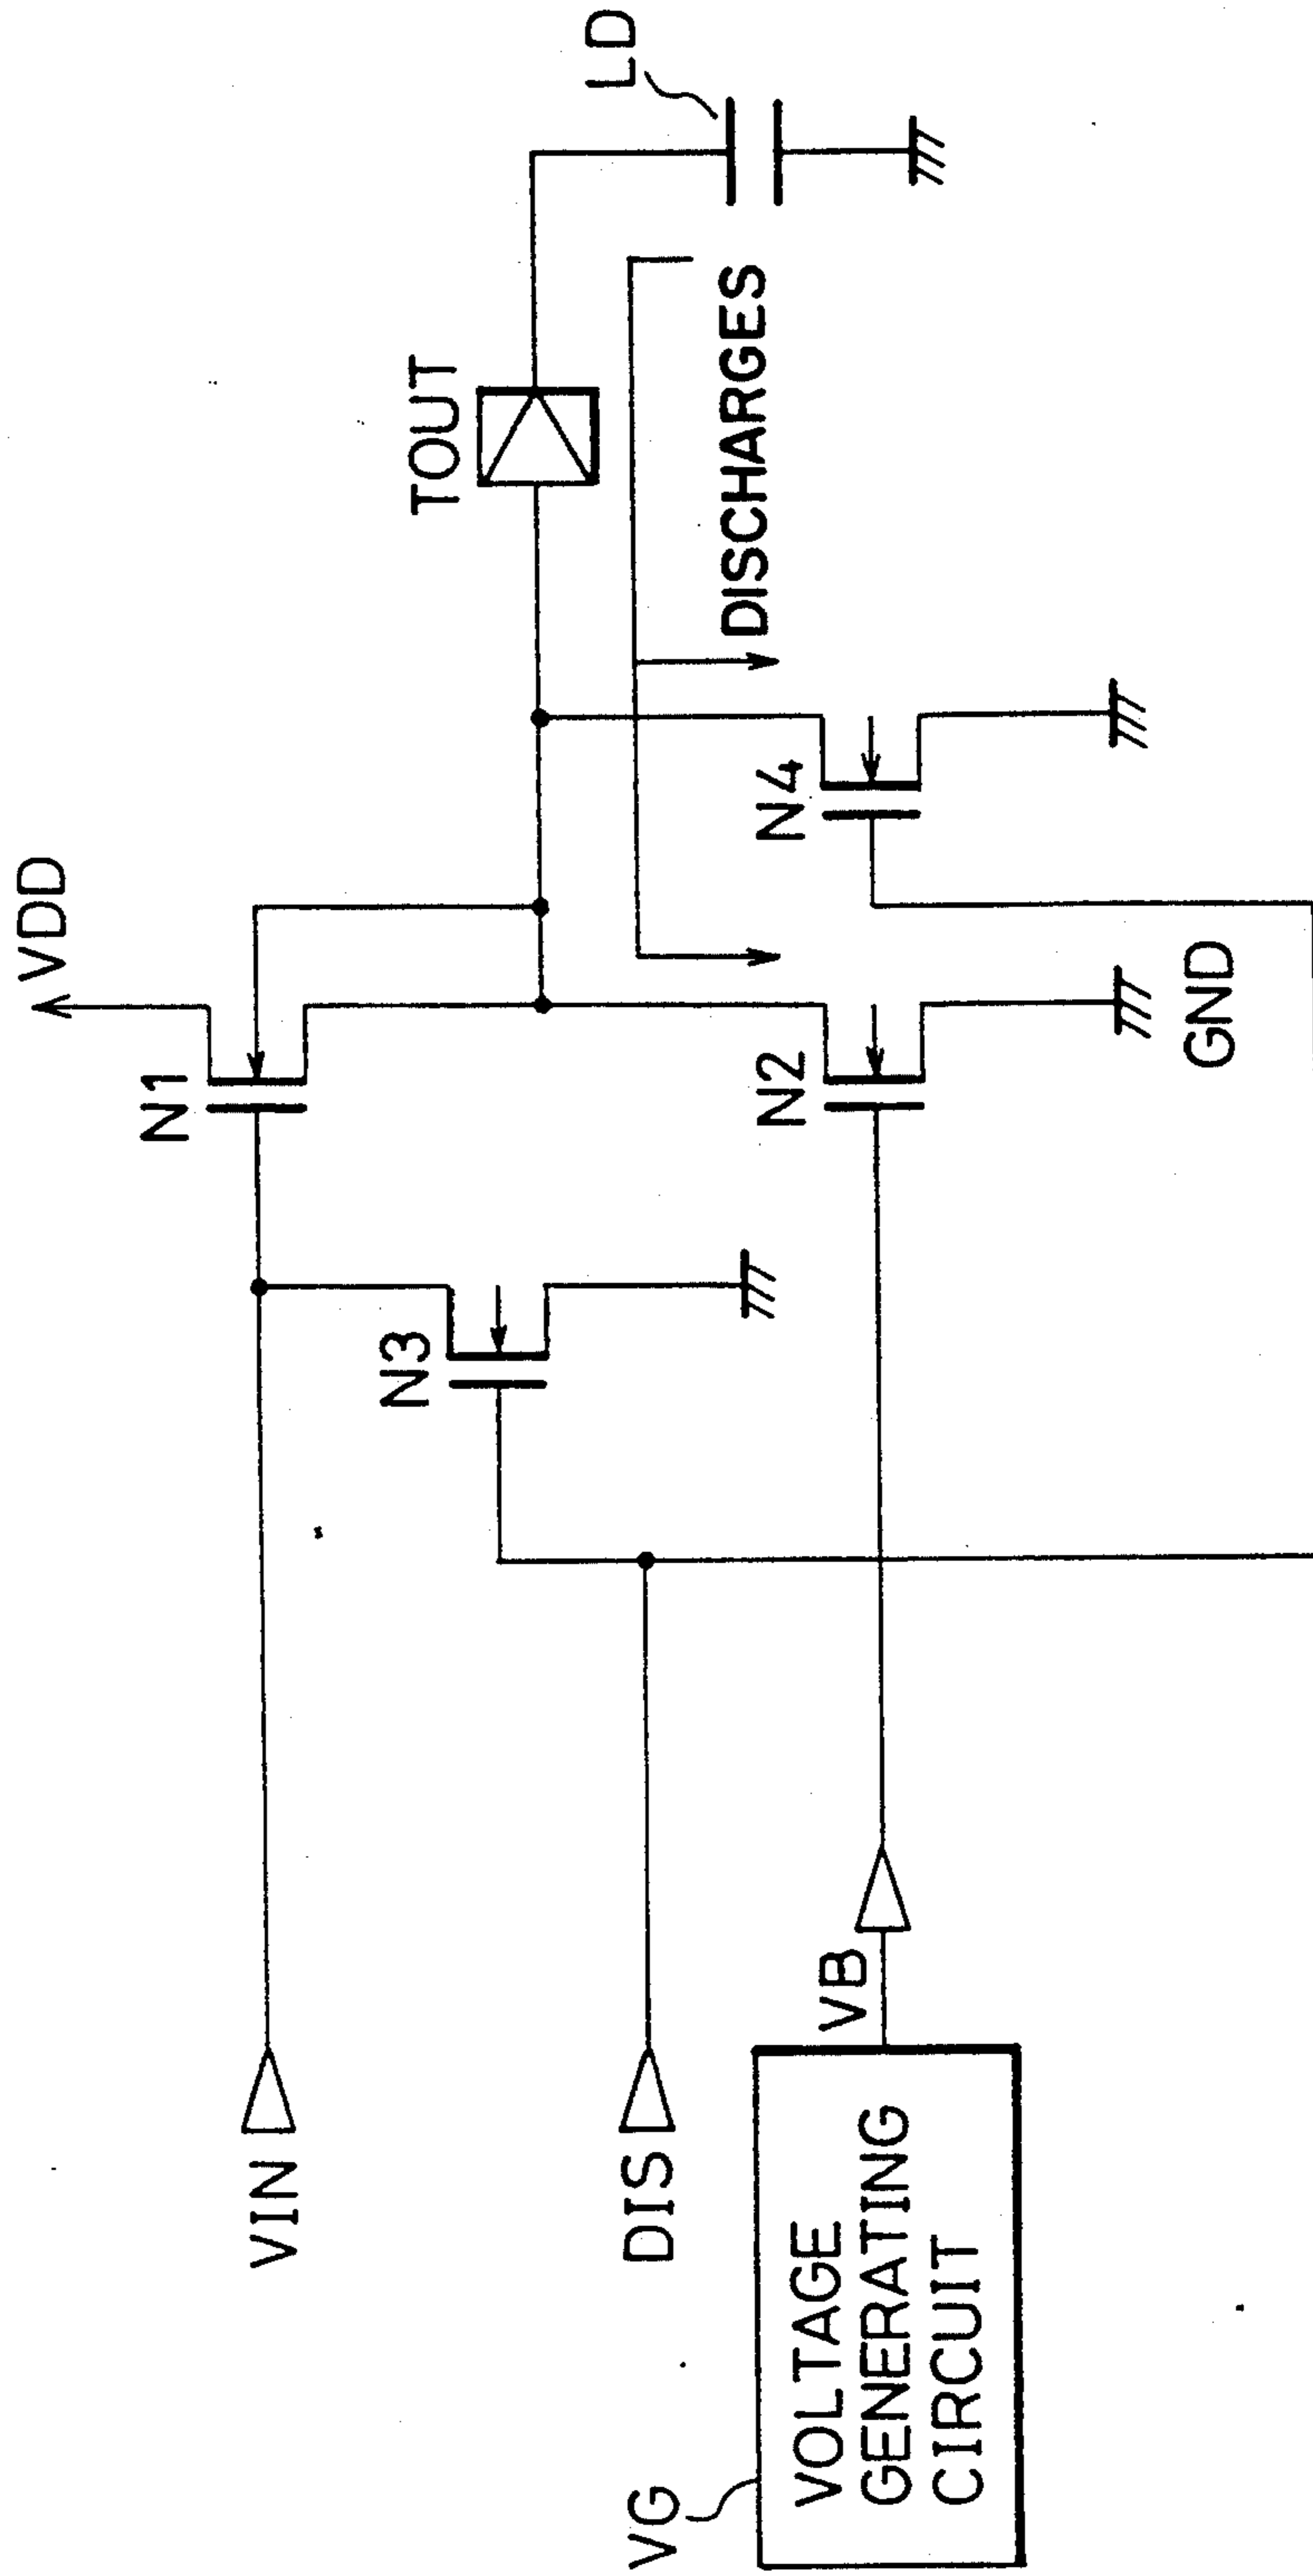 VDD
N1
VIN
N3
TOUT
LD
DISCHARGES
DIS
N2
N4
VB
VG
VOLTAGE
GENERATING
CIRCUIT
GND